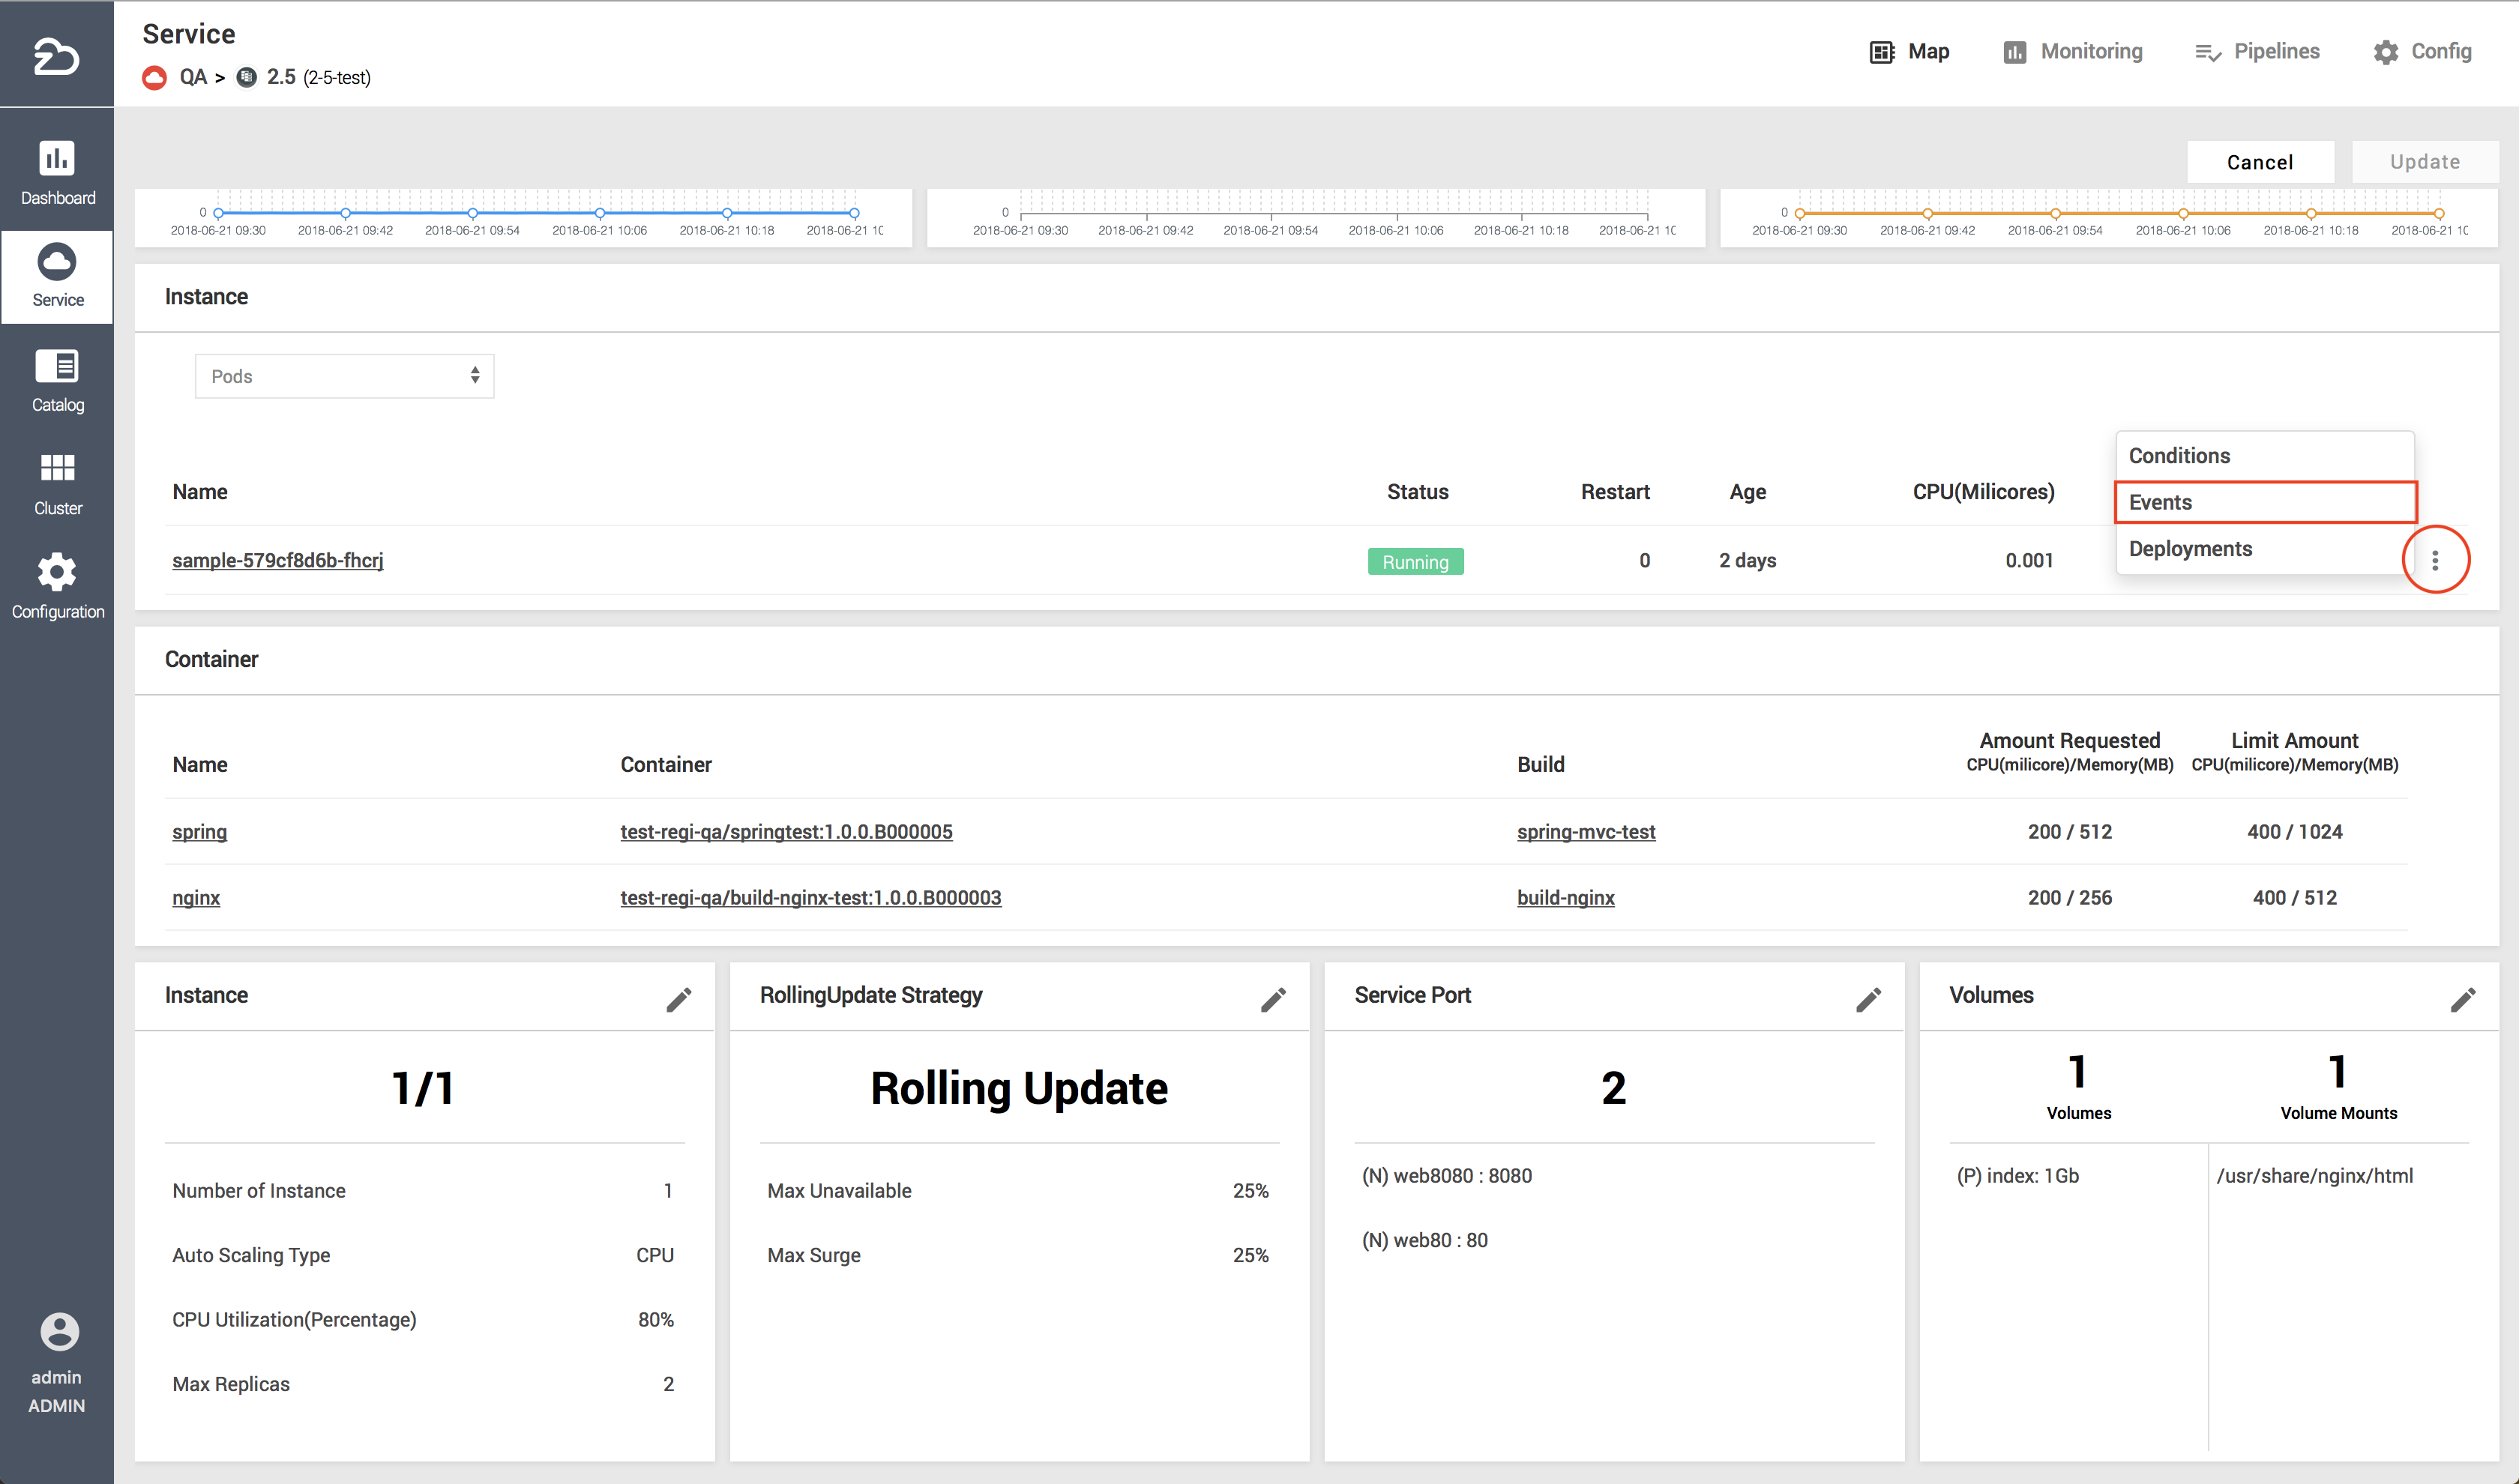 Service
QA > 2.5 (2-5-test)
Map
Monitoring
Pipelines
Config
Dashboard
Service
Catalog
Cluster
Configuration
admin
ADMIN
Cancel
Update
0
2018-06-21 09:30 2018-06-21 09:42 2018-06-21 09:54 2018-06-21 10:06 2018-06-21 10:18 2018-06-21 1
0
2018-06-21 09:30 2018-06-21 09:42 2018-06-21 09:54 2018-06-21 10:06 2018-06-21 10:18 2018-06-21 1
0
2018-06-21 09:30 2018-06-21 09:42 2018-06-21 09:54 2018-06-21 10:06 2018-06-21 10:18 2018-06-21 1
Instance
Pods
Conditions
Events
Deployments
Name Status Restart Age CPU(Milicores)
sample-579cf8d6b-fhcrj Running 0 2 days 0.001
Container
Name Container Build Amount Requested Limit Amount
CPU(milicore)/Memory(MB) CPU(milicore)/Memory(MB)
spring test-regi-qa/springtest:1.0.0.B000005 spring-mvc-test 200 / 512 400 / 1024
nginx test-regi-qa/build-nginx-test:1.0.0.B000003 build-nginx 200 / 256 400 / 512
Instance
1/1
Number of Instance 1
Auto Scaling Type CPU
CPU Utilization(Percentage) 80%
Max Replicas 2
RollingUpdate Strategy
Rolling Update
Max Unavailable 25%
Max Surge 25%
Service Port
2
(N) web8080 : 8080
(N) web80 : 80
Volumes
1 1
Volumes Volume Mounts
(P) index: 1Gb /usr/share/nginx/html